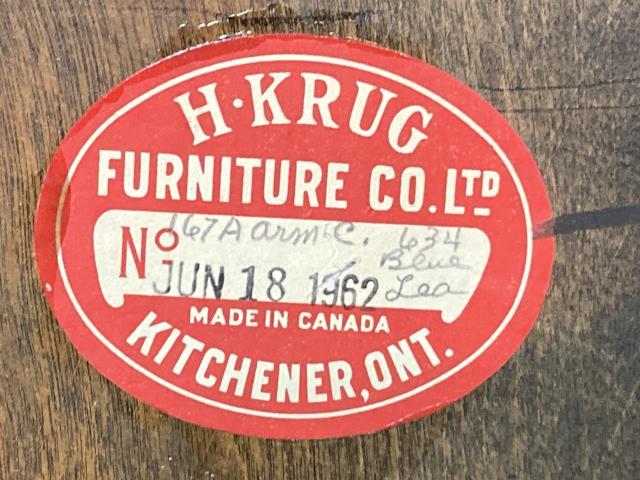 H·KRUG
FURNITURE CO. LTD
No 167A arm C. 634
Blue
JUN 18 1962 Lea
MADE IN CANADA
KITCHENER, ONT.